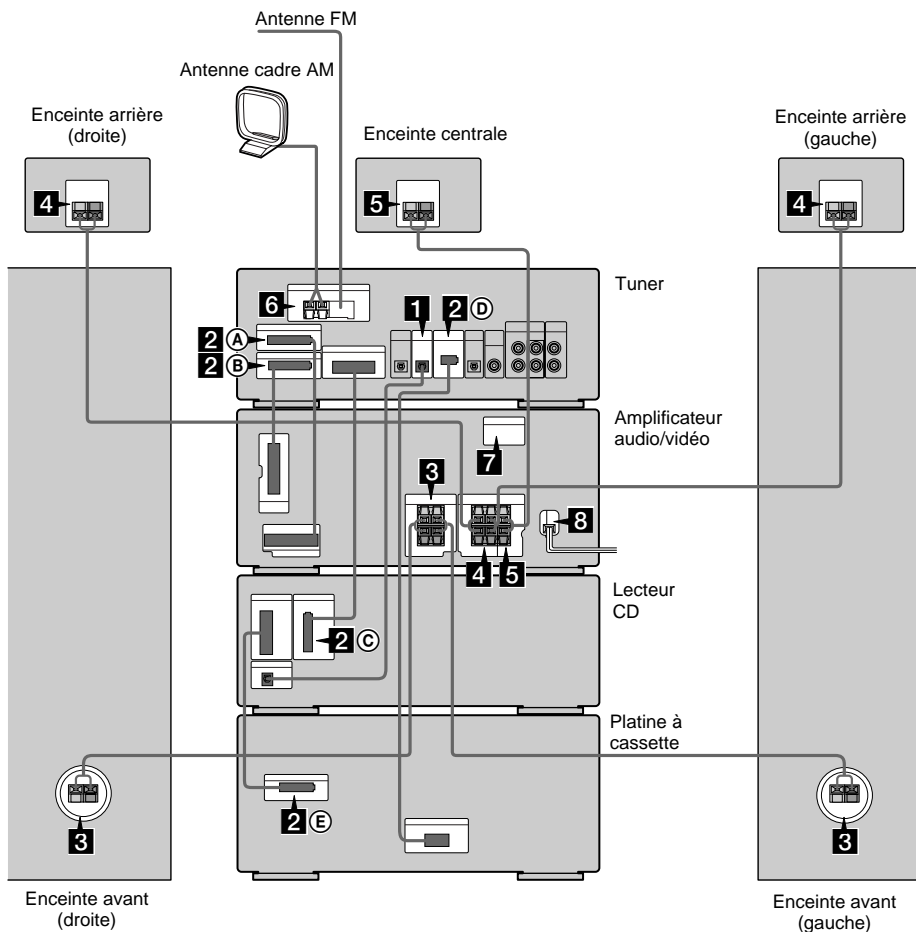 Antenne FM
Antenne cadre AM
Enceinte arrière
(droite)
Enceinte centrale
Enceinte arrière
(gauche)
4
5
4
Tuner
6
1
2 D
2 A
2 B
Amplificateur
audio/vidéo
7
3
8
4
5
Lecteur
CD
2 C
Platine à
cassette
2 E
3
3
Enceinte avant
(droite)
Enceinte avant
(gauche)